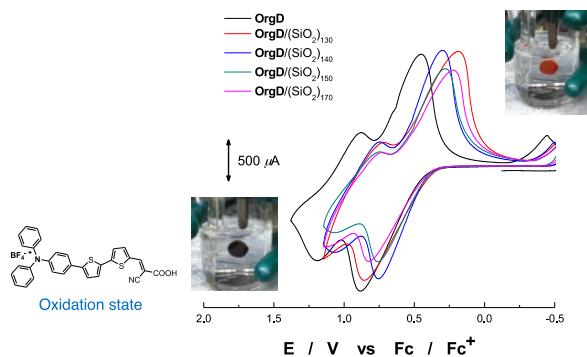 OrgD
OrgD/(SiO₂)₁₃₀
OrgD/(SiO₂)₁₄₀
OrgD/(SiO₂)₁₅₀
OrgD/(SiO₂)₁₇₀
500 μA
BF₄⁻
N
S
S
NC
COOH
Oxidation state
2,0 1,5 1,0 0,5 0,0 -0,5
E / V vs Fc / Fc⁺